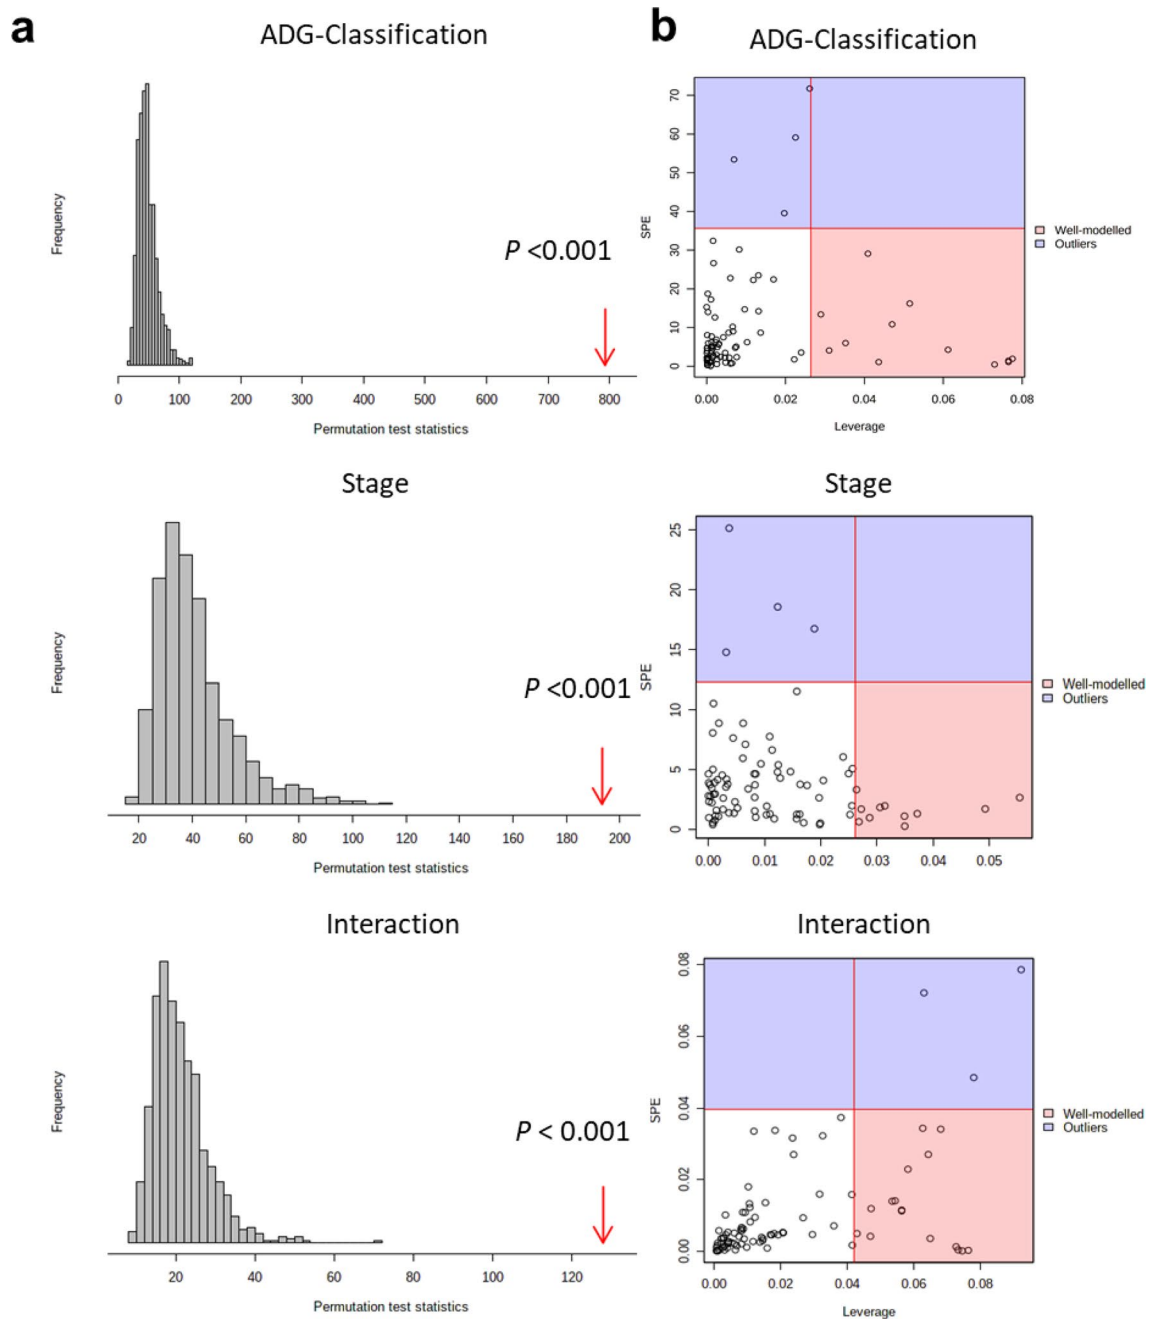 a
ADG-Classification
Frequency
P <0.001
0 100 200 300 400 500 600 700 800
Permutation test statistics
b
ADG-Classification
SPE
70
60
50
40
30
20
10
0
0.00 0.02 0.04 0.06 0.08
Leverage
Well-modelled
Outliers
Stage
Frequency
P <0.001
20 40 60 80 100 120 140 160 180 200
Permutation test statistics
Stage
SPE
25
20
15
10
5
0
0.00 0.01 0.02 0.03 0.04 0.05
Leverage
Well-modelled
Outliers
Interaction
Frequency
P < 0.001
20 40 60 80 100 120
Permutation test statistics
Interaction
SPE
0.08
0.06
0.04
0.02
0.00
0.00 0.02 0.04 0.06 0.08
Leverage
Well-modelled
Outliers